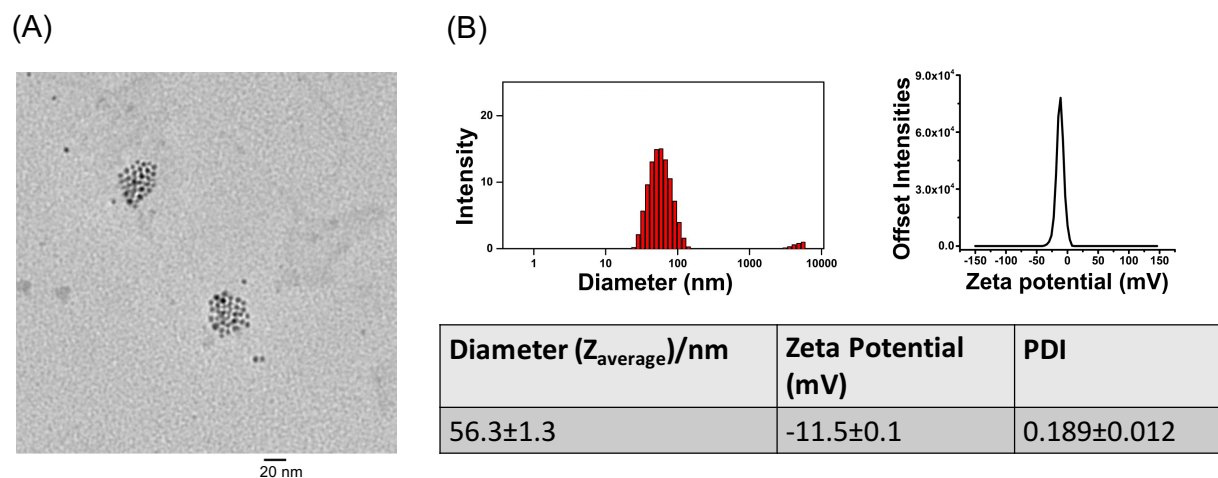 (A)
20 nm
(B)
Intensity
20
10
0
1
10
100
1000
10000
Diameter (nm)
Offset Intensities
9.0x10⁴
6.0x10⁴
3.0x10⁴
0.0
-150
-100
-50
0
50
100
150
Zeta potential (mV)
Diameter (Zaverage)/nm
Zeta Potential
(mV)
PDI
56.3±1.3
-11.5±0.1
0.189±0.012